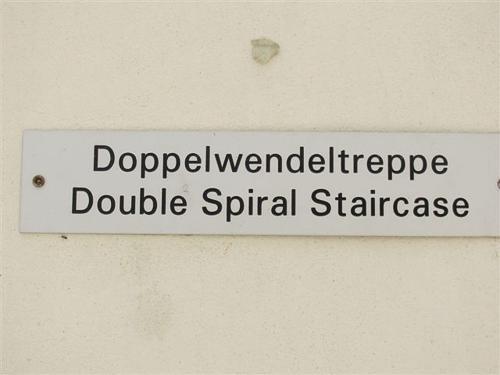 Doppelwendeltreppe
Double Spiral Staircase